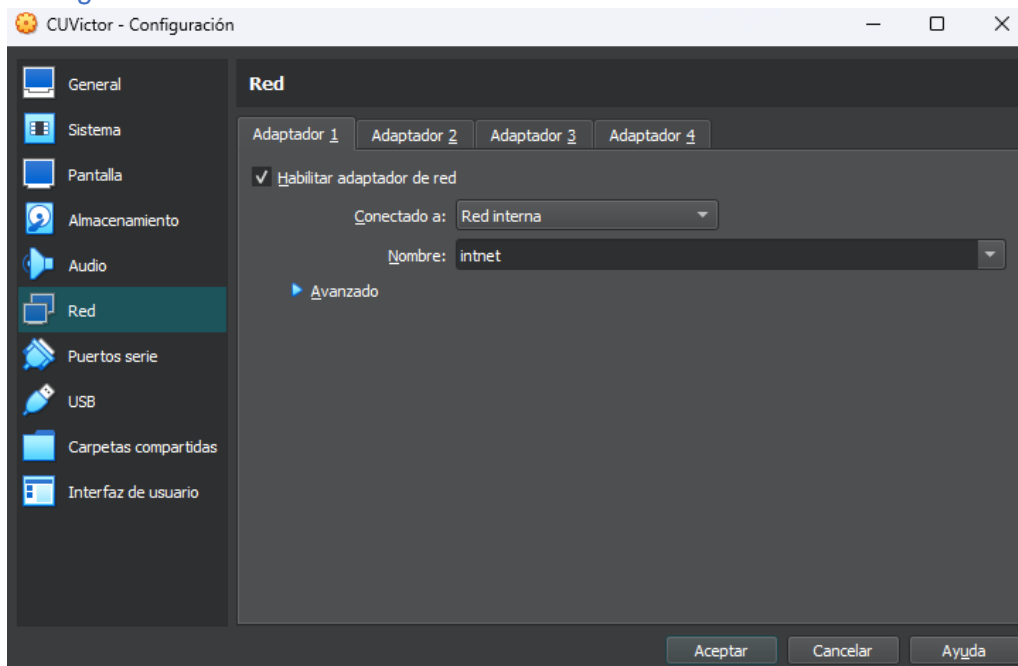 CUVictor - Configuración
General
Sistema
Pantalla
Almacenamiento
Audio
Red
Puertos serie
USB
Carpetas compartidas
Interfaz de usuario
Red
Adaptador 1 Adaptador 2 Adaptador 3 Adaptador 4
Habilitar adaptador de red
Conectado a: Red interna
Nombre: intnet
Avanzado
Aceptar Cancelar Ayuda